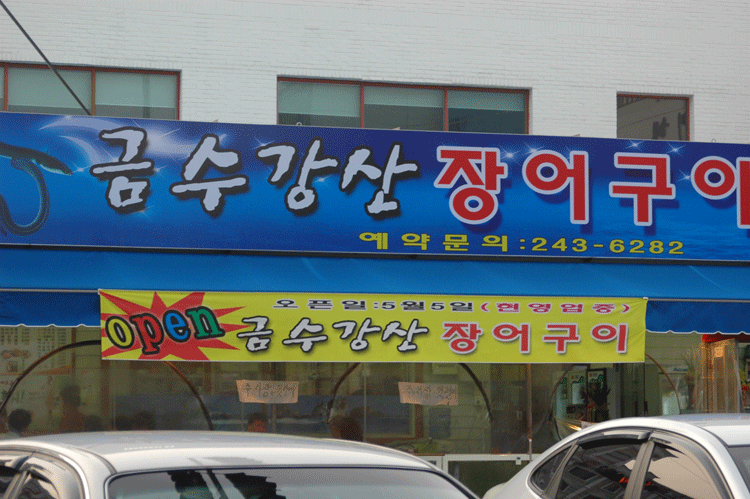 금수강산 장어구이
예약문의:243-6282
오픈일:5월5일(현영업중)
open 금수강산 장어구이